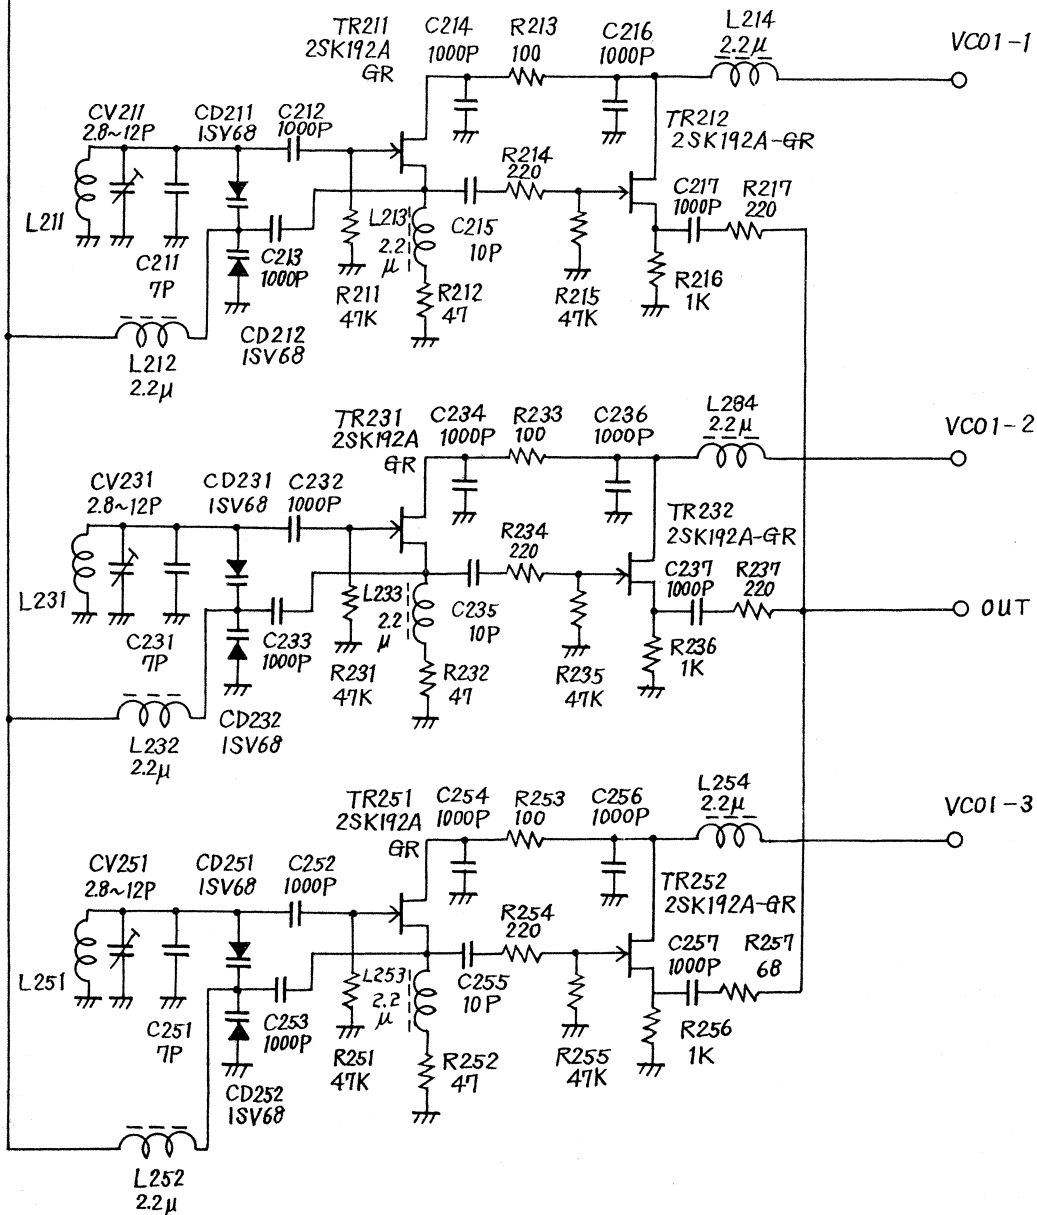 TR211
2SK192A
GR
C214
1000P
R213
100
C216
1000P
L214
2.2μ
VCO1-1
CV211
2.8~12P
CD211
1SV68
C212
1000P
TR212
2SK192A-GR
R214
220
C217
1000P
R217
220
L211
C211
7P
C213
1000P
L213
2.2
μ
C215
10P
R211
47K
R212
47
R215
47K
R216
1K
CD212
1SV68
L212
2.2μ
TR231
2SK192A
GR
C234
1000P
R233
100
C236
1000P
L284
2.2μ
VCO1-2
CV231
2.8~12P
CD231
1SV68
C232
1000P
TR232
2SK192A-GR
R234
220
C237
1000P
R237
220
L231
C231
7P
C233
1000P
L233
2.2
μ
C235
10P
OUT
R231
47K
R232
47
R235
47K
R236
1K
CD232
1SV68
L232
2.2μ
TR251
2SK192A
GR
C254
1000P
R253
100
C256
1000P
L254
2.2μ
VCO1-3
CV251
2.8~12P
CD251
1SV68
C252
1000P
TR252
2SK192A-GR
R254
220
C257
1000P
R257
68
L251
C251
7P
C253
1000P
L253
2.2
μ
C255
10P
R251
47K
R252
47
R255
47K
R256
1K
CD252
1SV68
L252
2.2μ